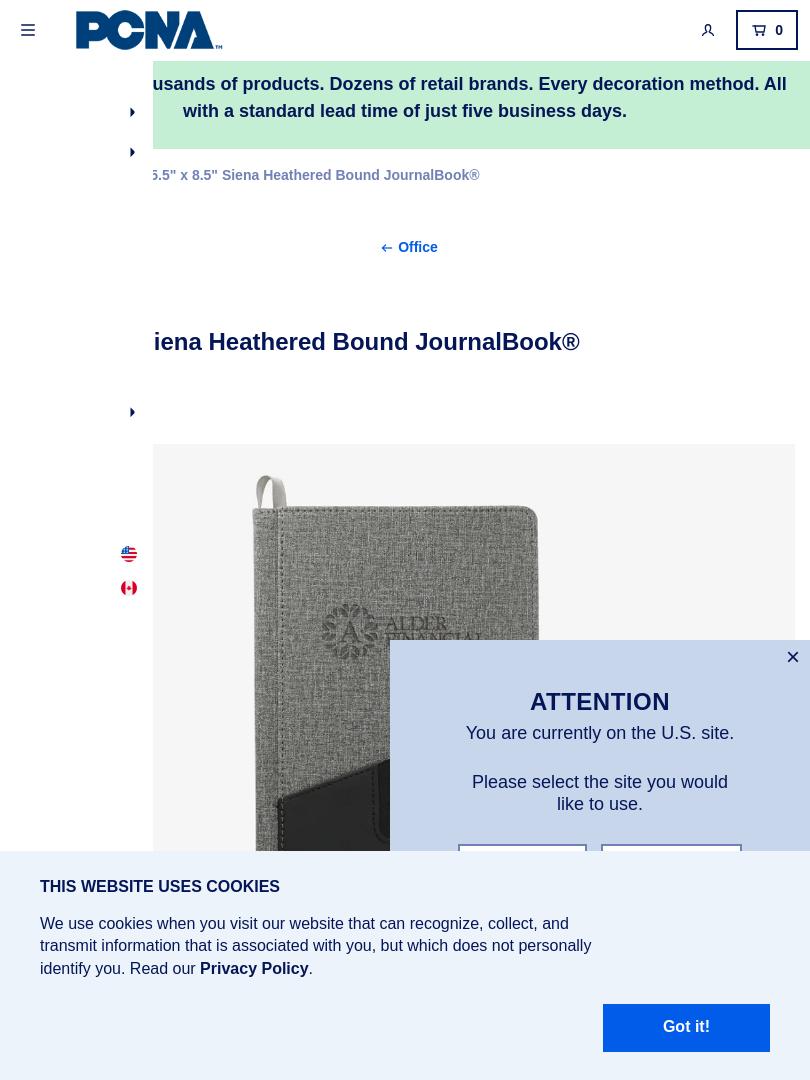 PCNA™
0
usands of products. Dozens of retail brands. Every decoration method. All
with a standard lead time of just five business days.
5.5" x 8.5" Siena Heathered Bound JournalBook®
Office
iena Heathered Bound JournalBook®
ALDER
FINANCIAL
A
ATTENTION
You are currently on the U.S. site.
Please select the site you would
like to use.
THIS WEBSITE USES COOKIES
We use cookies when you visit our website that can recognize, collect, and
transmit information that is associated with you, but which does not personally
identify you. Read our Privacy Policy.
Got it!